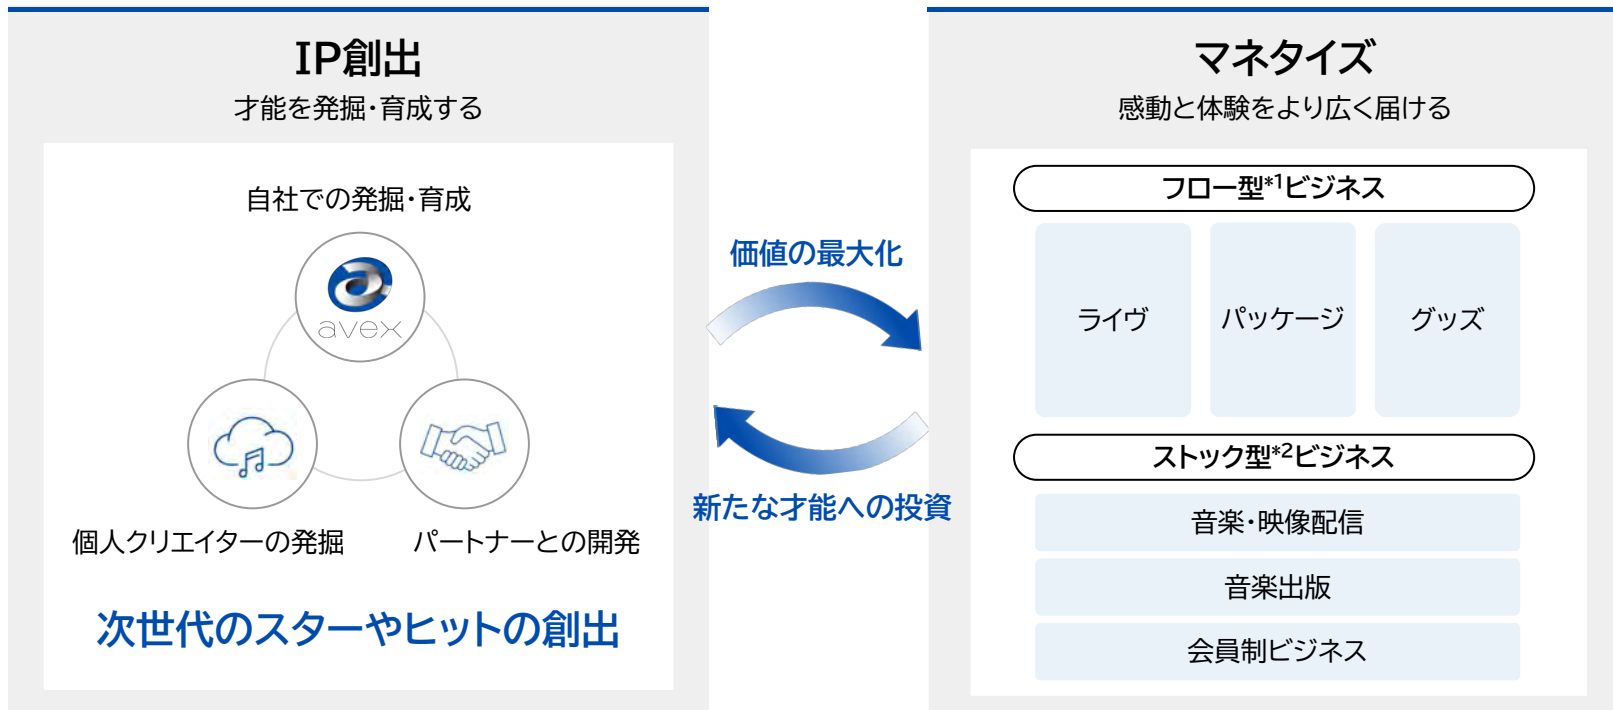 IP創出
才能を発掘・育成する
自社での発掘・育成
avex
個人クリエイターの発掘
パートナーとの開発
次世代のスターやヒットの創出
価値の最大化
新たな才能への投資
マネタイズ
感動と体験をより広く届ける
フロー型*1ビジネス
ライヴ
パッケージ
グッズ
ストック型*2ビジネス
音楽・映像配信
音楽出版
会員制ビジネス